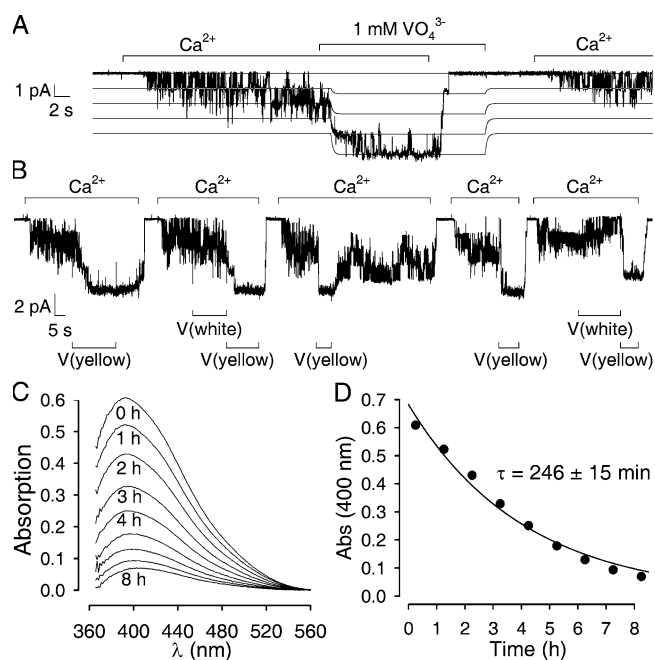 A
Ca2+
1 mM VO43-
Ca2+
1 pA
2 s
B
Ca2+
Ca2+
Ca2+
Ca2+
Ca2+
2 pA
5 s
V(white)
V(white)
V(yellow)
V(yellow)
V(yellow)
V(yellow)
V(yellow)
C
0.6
0.5
0.4
0.3
0.2
0.1
0.0
Absorption
0 h
1 h
2 h
3 h
4 h
8 h
360 400 440 480 520 560
λ (nm)
D
0.7
0.6
0.5
0.4
0.3
0.2
0.1
0.0
Abs (400 nm)
τ = 246 ± 15 min
0 1 2 3 4 5 6 7 8
Time (h)